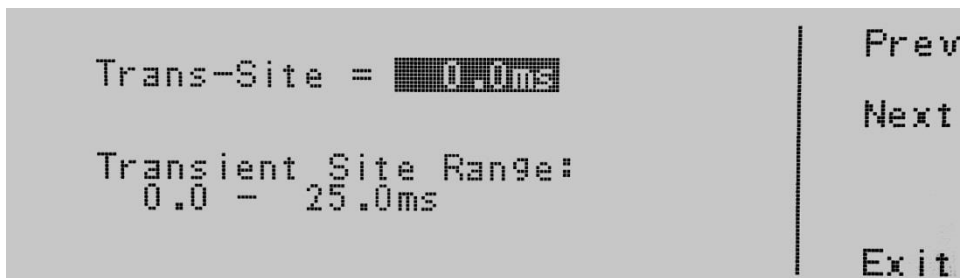 Trans-Site = 0.0ms
Transient Site Range:
0.0 - 25.0ms
Prev
Next
Exit